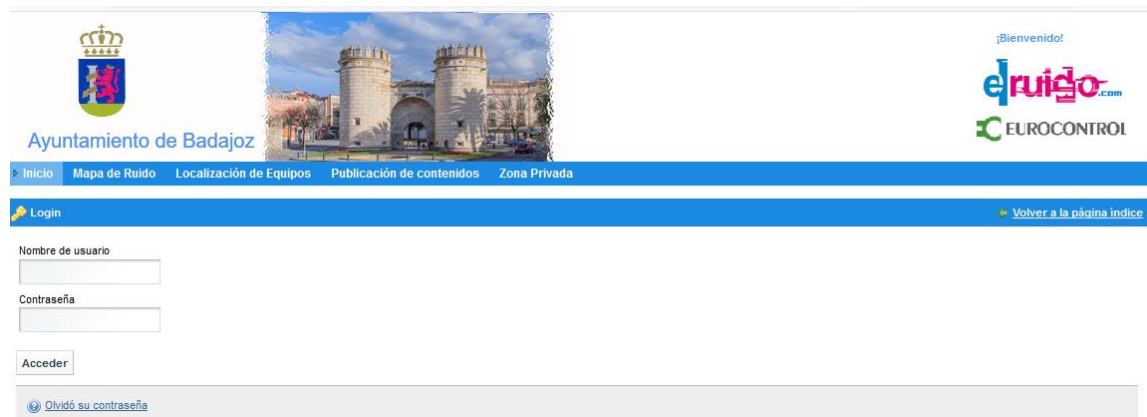 ¡Bienvenido!
elruido.com
EUROCONTROL
Ayuntamiento de Badajoz
Inicio Mapa de Ruido Localización de Equipos Publicación de contenidos Zona Privada
Login Volver a la página índice
Nombre de usuario
Contraseña
Acceder
Olvidó su contraseña